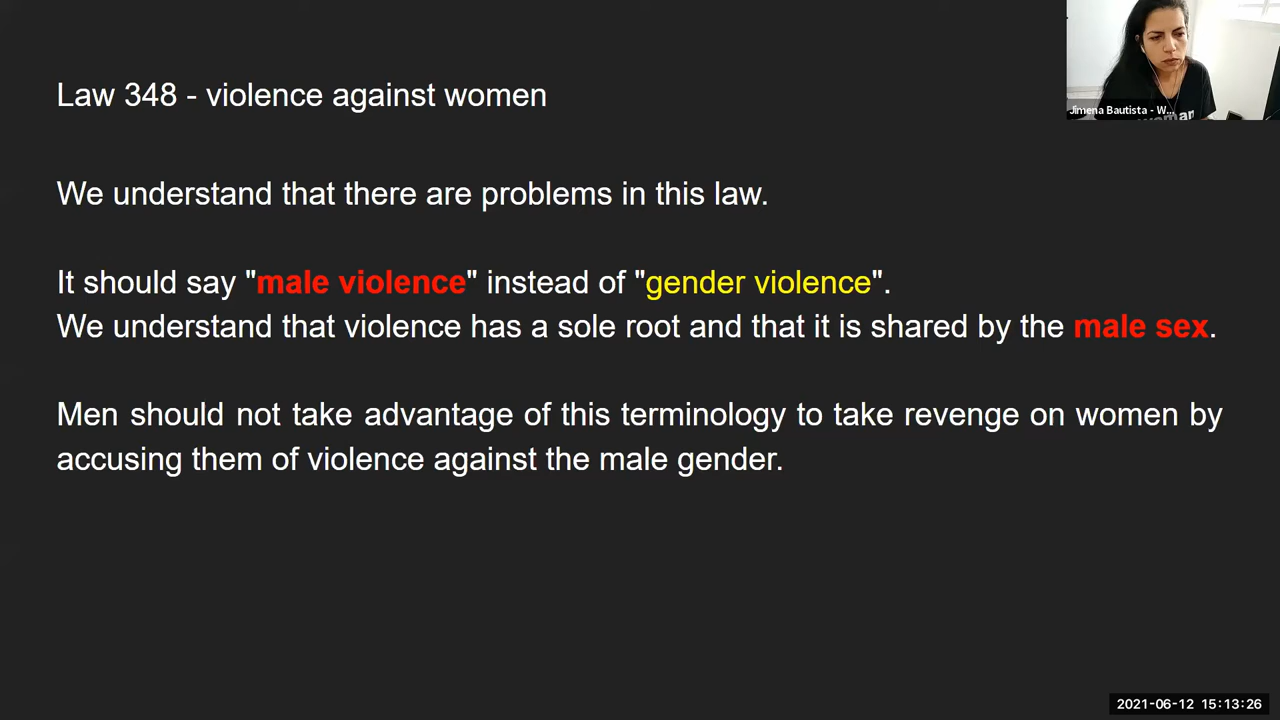 Law 348 - violence against women
Jimena Bautista - W...
woman
We understand that there are problems in this law.
It should say "male violence" instead of "gender violence".
We understand that violence has a sole root and that it is shared by the male sex.
Men should not take advantage of this terminology to take revenge on women by
accusing them of violence against the male gender.
2021-06-12 15:13:26